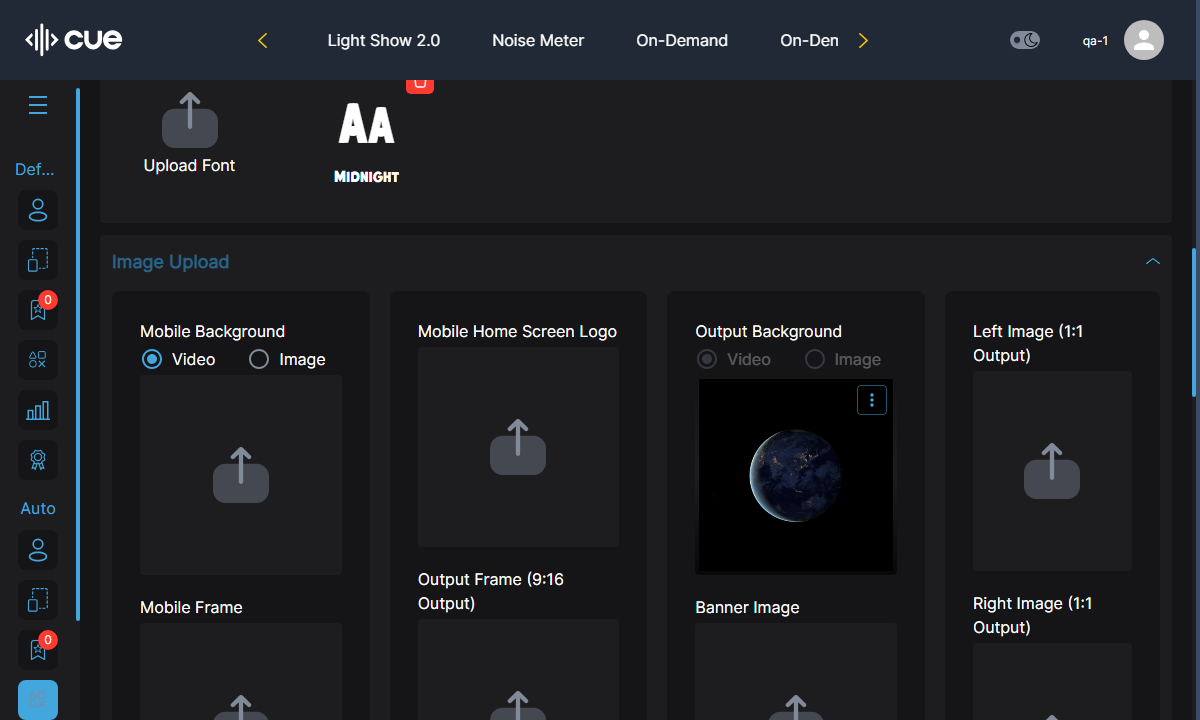 cue
Light Show 2.0
Noise Meter
On-Demand
On-Den
qa-1
Def...
0
Auto
0
Upload Font
AA
MIDNIGHT
Image Upload
Mobile Background
Video
Image
Mobile Frame
Mobile Home Screen Logo
Output Frame (9:16
Output)
Output Background
Video
Image
Banner Image
Left Image (1:1
Output)
Right Image (1:1
Output)